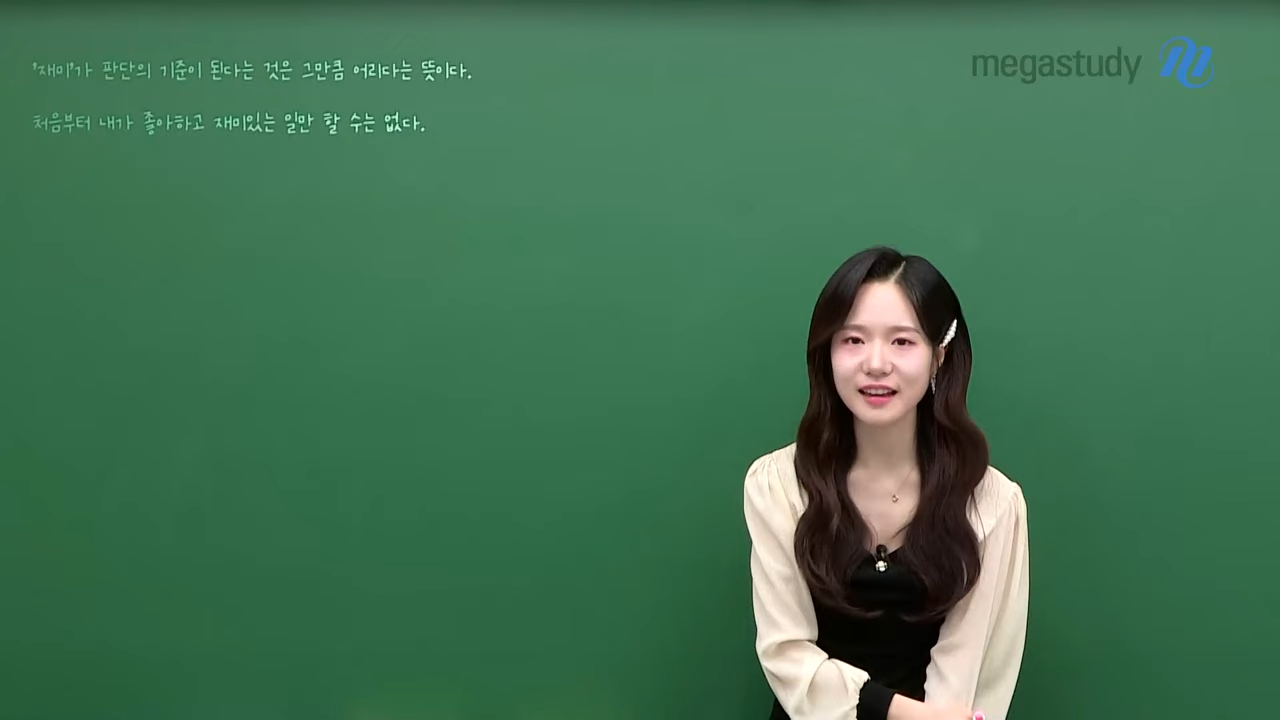 '재미'가 판단의 기준이 된다는 것은 그만큼 어리다는 뜻이다.
처음부터 내가 좋아하고 재미있는 일만 할 수는 없다.
megastudy